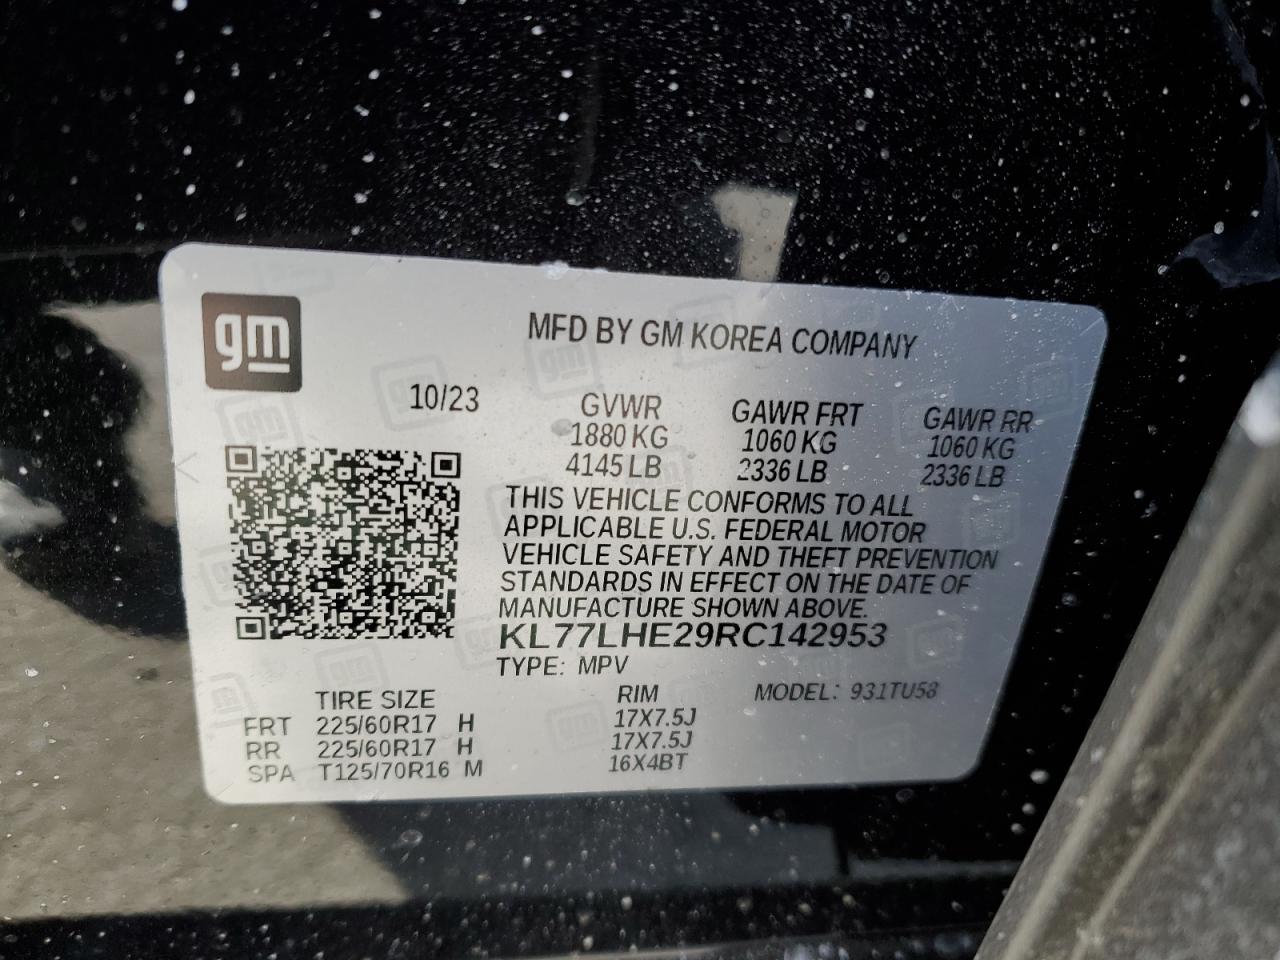 gm
MFD BY GM KOREA COMPANY
10/23
GVWR GAWR FRT GAWR RR
1880 KG 1060 KG 1060 KG
4145 LB 2336 LB 2336 LB
THIS VEHICLE CONFORMS TO ALL
APPLICABLE U.S. FEDERAL MOTOR
VEHICLE SAFETY AND THEFT PREVENTION
STANDARDS IN EFFECT ON THE DATE OF
MANUFACTURE SHOWN ABOVE.
KL77LHE29RC142953
TYPE: MPV
TIRE SIZE RIM MODEL: 931TU58
FRT 225/60R17 H 17X7.5J
RR 225/60R17 H 17X7.5J
SPA T125/70R16 M 16X4BT